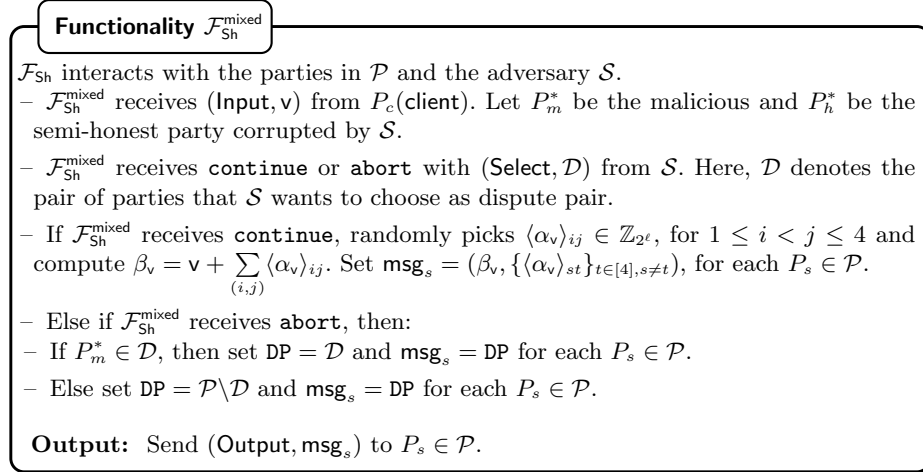 Functionality $\mathcal{F}_{\mathsf{Sh}}^{\mathsf{mixed}}$
$\mathcal{F}_{\mathsf{Sh}}$ interacts with the parties in $\mathcal{P}$ and the adversary $\mathcal{S}$.
– $\mathcal{F}_{\mathsf{Sh}}^{\mathsf{mixed}}$ receives (Input, v) from $P_c$(client). Let $P_m^*$ be the malicious and $P_h^*$ be the
semi-honest party corrupted by $\mathcal{S}$.
– $\mathcal{F}_{\mathsf{Sh}}^{\mathsf{mixed}}$ receives continue or abort with (Select, $\mathcal{D}$) from $\mathcal{S}$. Here, $\mathcal{D}$ denotes the
pair of parties that $\mathcal{S}$ wants to choose as dispute pair.
– If $\mathcal{F}_{\mathsf{Sh}}^{\mathsf{mixed}}$ receives continue, randomly picks $\langle\alpha_{\mathsf{v}}\rangle_{ij} \in \mathbb{Z}_{2^\ell}$, for $1 \leq i < j \leq 4$ and
compute $\beta_{\mathsf{v}} = \mathsf{v} + \sum_{(i,j)} \langle\alpha_{\mathsf{v}}\rangle_{ij}$. Set $\mathsf{msg}_s = (\beta_{\mathsf{v}}, \{\langle\alpha_{\mathsf{v}}\rangle_{st}\}_{t\in[4],s\neq t})$, for each $P_s \in \mathcal{P}$.
– Else if $\mathcal{F}_{\mathsf{Sh}}^{\mathsf{mixed}}$ receives abort, then:
– If $P_m^* \in \mathcal{D}$, then set $\mathtt{DP} = \mathcal{D}$ and $\mathsf{msg}_s = \mathtt{DP}$ for each $P_s \in \mathcal{P}$.
– Else set $\mathtt{DP} = \mathcal{P}\backslash\mathcal{D}$ and $\mathsf{msg}_s = \mathtt{DP}$ for each $P_s \in \mathcal{P}$.
Output: Send (Output, $\mathsf{msg}_s$) to $P_s \in \mathcal{P}$.